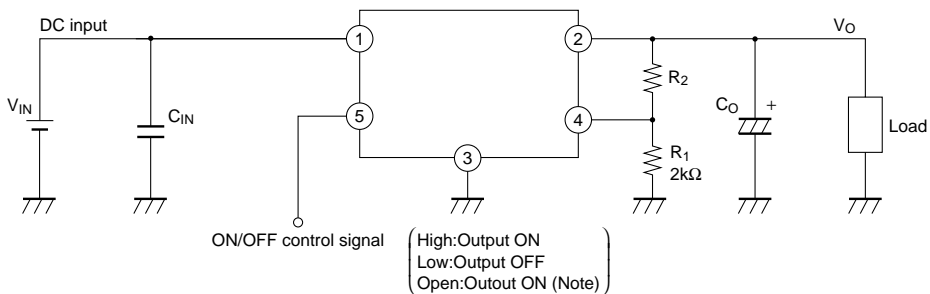 DC input
1
2
V_O
V_IN
C_IN
5
4
R_2
C_O
+
Load
R_1
2kΩ
3
ON/OFF control signal
High:Output ON
Low:Output OFF
Open:Outout ON (Note)